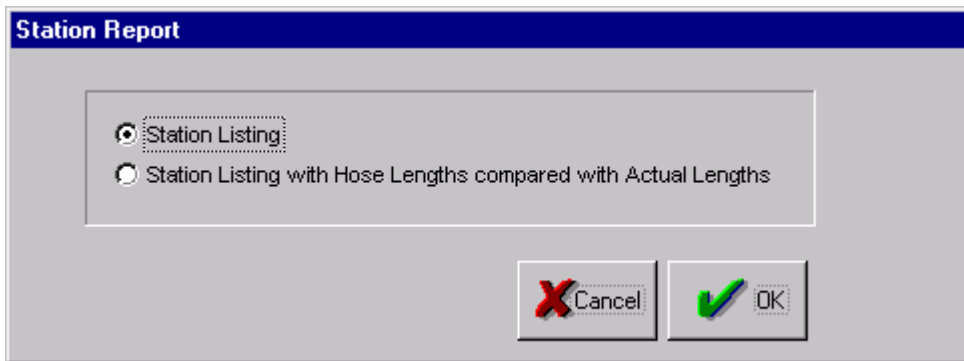 Station Report
Station Listing
Station Listing with Hose Lengths compared with Actual Lengths
Cancel OK